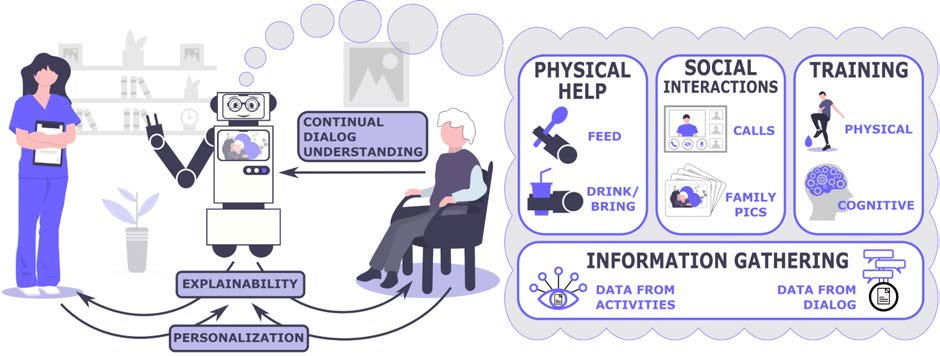 CONTINUAL
DIALOG
UNDERSTANDING
EXPLAINABILITY
PERSONALIZATION
PHYSICAL
HELP
FEED
DRINK/
BRING
SOCIAL
INTERACTIONS
CALLS
FAMILY
PICS
TRAINING
PHYSICAL
COGNITIVE
INFORMATION GATHERING
DATA FROM
ACTIVITIES
DATA FROM
DIALOG